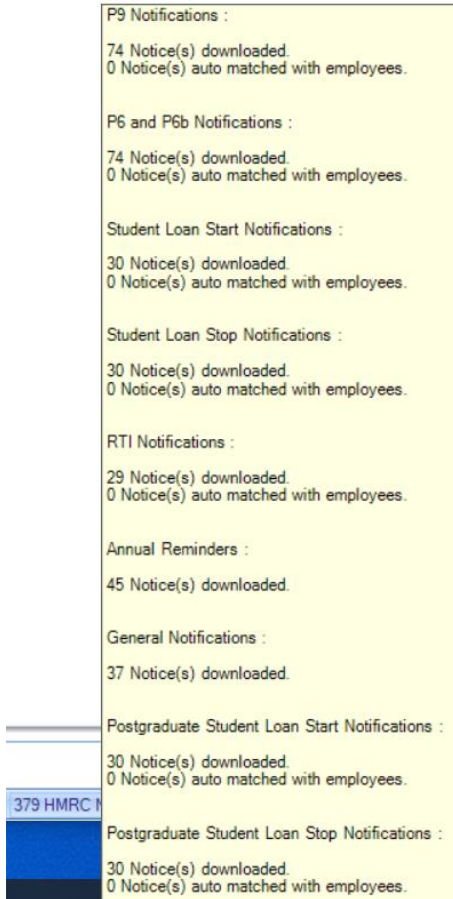 P9 Notifications :
74 Notice(s) downloaded.
0 Notice(s) auto matched with employees.
P6 and P6b Notifications :
74 Notice(s) downloaded.
0 Notice(s) auto matched with employees.
Student Loan Start Notifications :
30 Notice(s) downloaded.
0 Notice(s) auto matched with employees.
Student Loan Stop Notifications :
30 Notice(s) downloaded.
0 Notice(s) auto matched with employees.
RTI Notifications :
29 Notice(s) downloaded.
0 Notice(s) auto matched with employees.
Annual Reminders :
45 Notice(s) downloaded.
General Notifications :
37 Notice(s) downloaded.
Postgraduate Student Loan Start Notifications :
30 Notice(s) downloaded.
0 Notice(s) auto matched with employees.
379 HMRC
Postgraduate Student Loan Stop Notifications :
30 Notice(s) downloaded.
0 Notice(s) auto matched with employees.